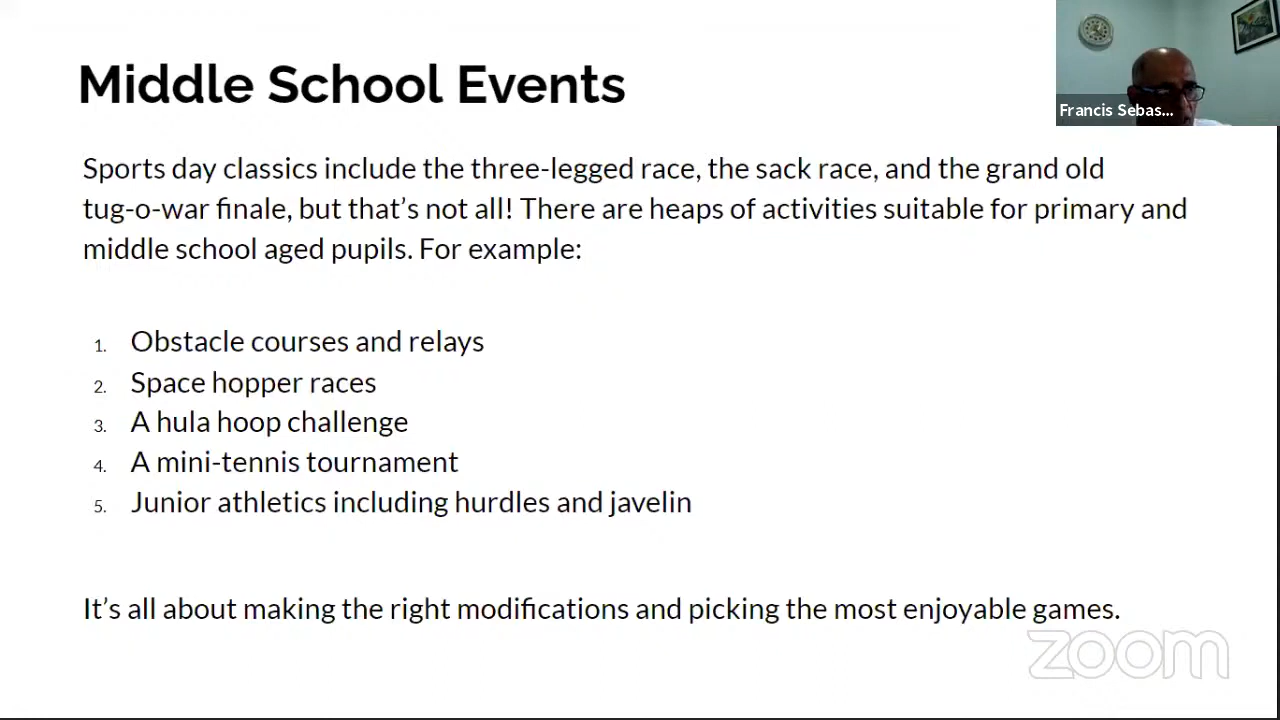 Middle School Events
Francis Sebas...
Sports day classics include the three-legged race, the sack race, and the grand old
tug-o-war finale, but that’s not all! There are heaps of activities suitable for primary and
middle school aged pupils. For example:
1. Obstacle courses and relays
2. Space hopper races
3. A hula hoop challenge
4. A mini-tennis tournament
5. Junior athletics including hurdles and javelin
It’s all about making the right modifications and picking the most enjoyable games.
zoom